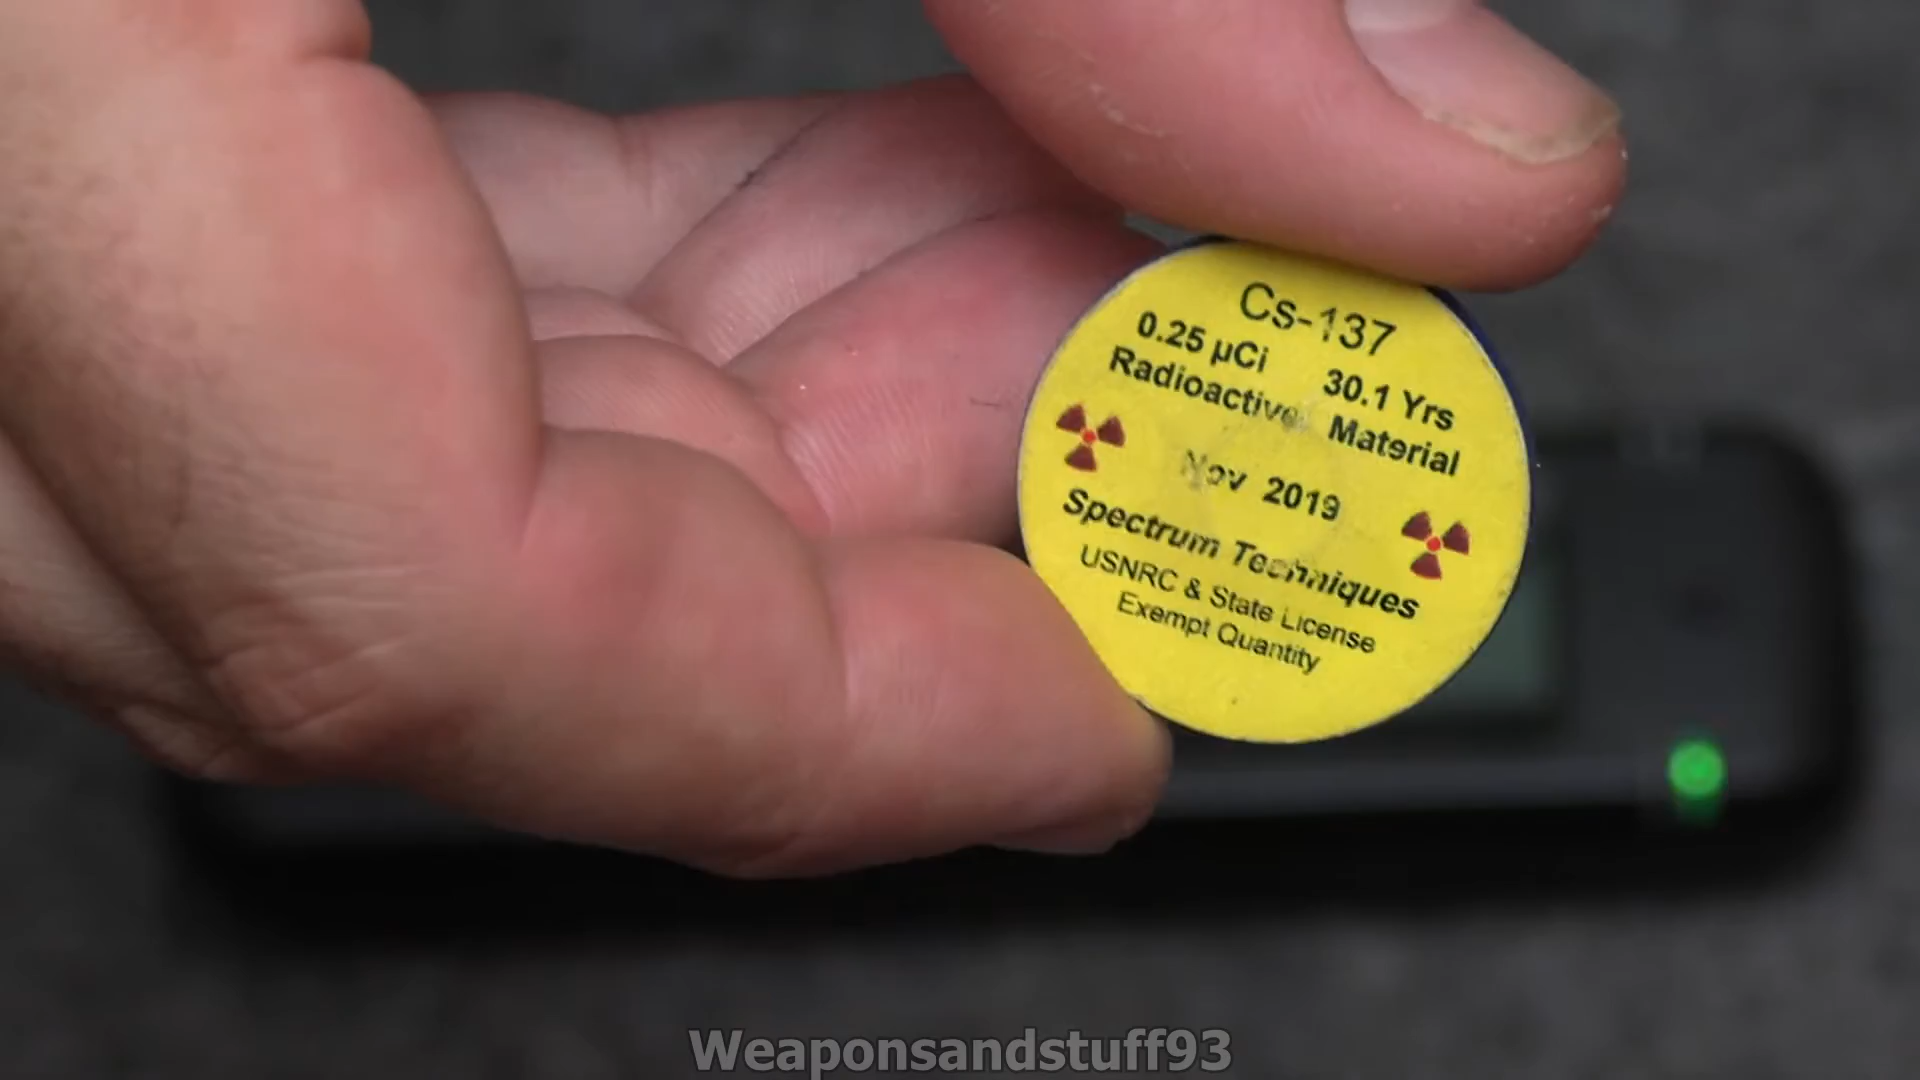 Cs-137
0.25 µCi 30.1 Yrs
Radioactive Material
Nov 2019
Spectrum Techniques
USNRC & State License
Exempt Quantity
Weaponsandstuff93